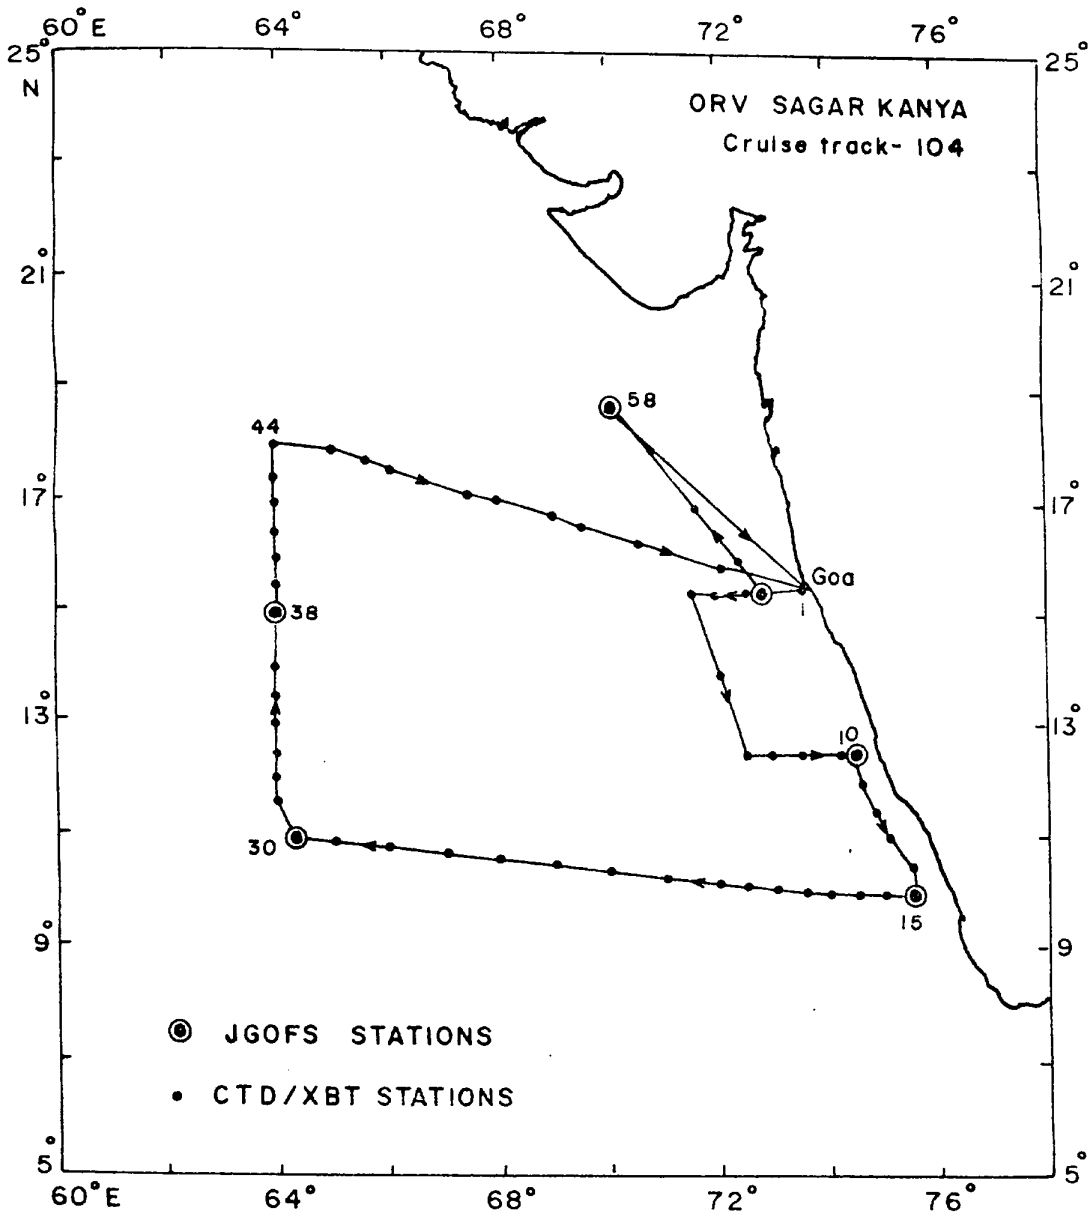 60°E 64° 68° 72° 76°
25° 25°
N
ORV SAGAR KANYA
Cruise track- 104
21° 21°
58
44
17° 17°
Goa
1
38
13° 13°
10
30
15
9° 9°
JGOFS STATIONS
CTD/XBT STATIONS
5° 5°
60°E 64° 68° 72° 76°